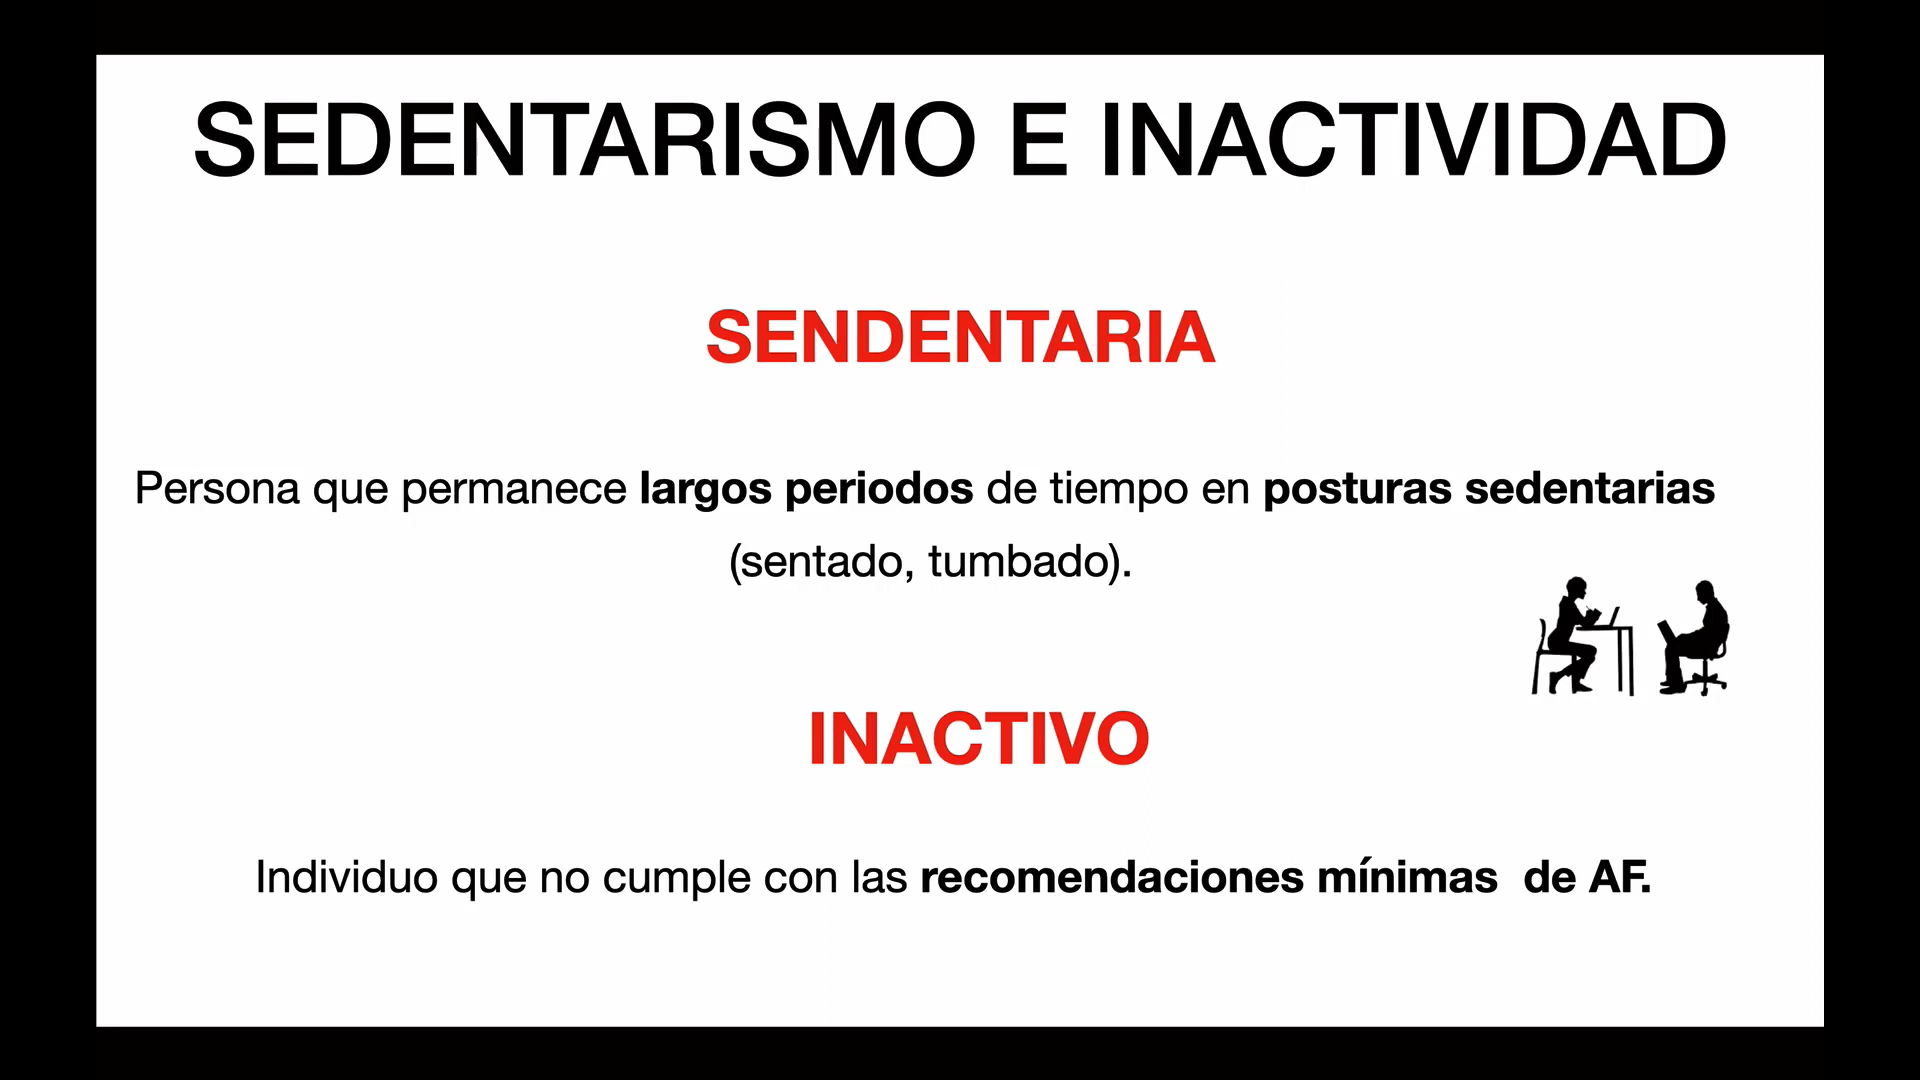 SEDENTARISMO E INACTIVIDAD
SENDENTARIA
Persona que permanece largos periodos de tiempo en posturas sedentarias
(sentado, tumbado).
INACTIVO
Individuo que no cumple con las recomendaciones mínimas  de AF.